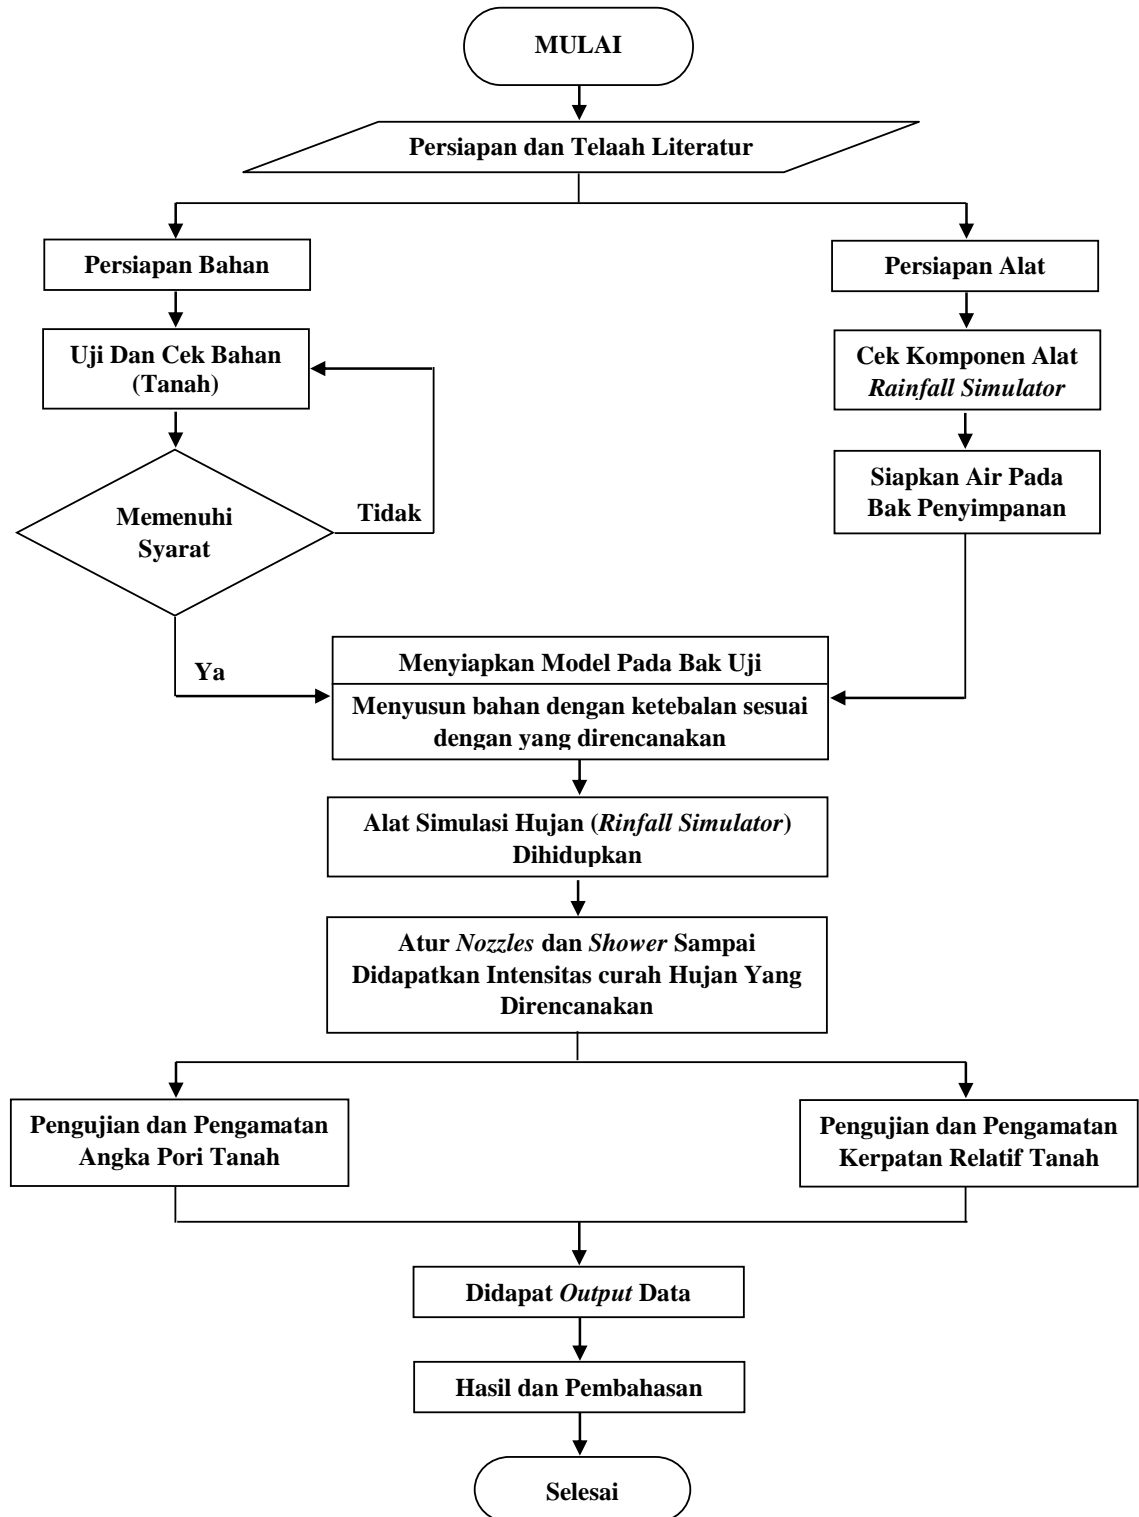 MULAI
Persiapan dan Telaah Literatur
Persiapan Bahan
Persiapan Alat
Uji Dan Cek Bahan
(Tanah)
Cek Komponen Alat
Rainfall Simulator
Siapkan Air Pada
Bak Penyimpanan
Memenuhi
Syarat
Tidak
Ya
Menyiapkan Model Pada Bak Uji
Menyusun bahan dengan ketebalan sesuai
dengan yang direncanakan
Alat Simulasi Hujan (Rinfall Simulator)
Dihidupkan
Atur Nozzles dan Shower Sampai
Didapatkan Intensitas curah Hujan Yang
Direncanakan
Pengujian dan Pengamatan
Angka Pori Tanah
Pengujian dan Pengamatan
Kerpatan Relatif Tanah
Didapat Output Data
Hasil dan Pembahasan
Selesai